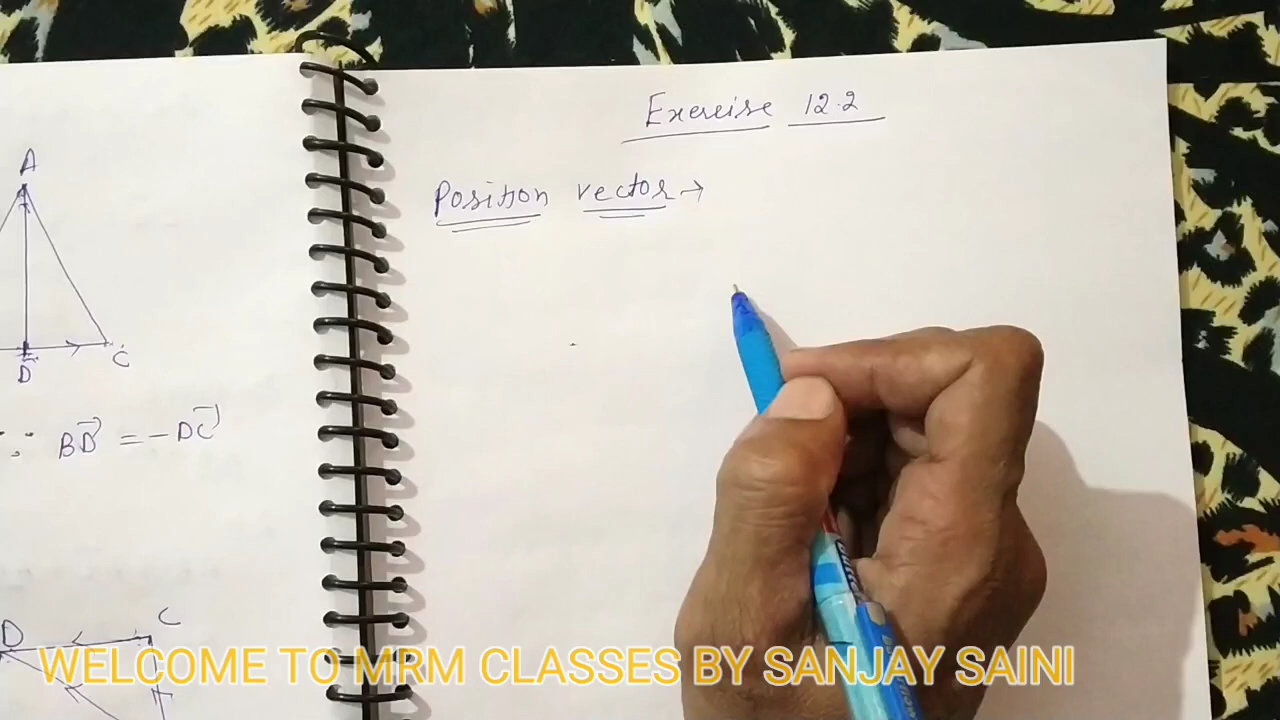 A
D
C
∵ BD⃗ = - DC⃗
D
C
Exercise 12.2
Position vector →
WELCOME TO MRM CLASSES BY SANJAY SAINI